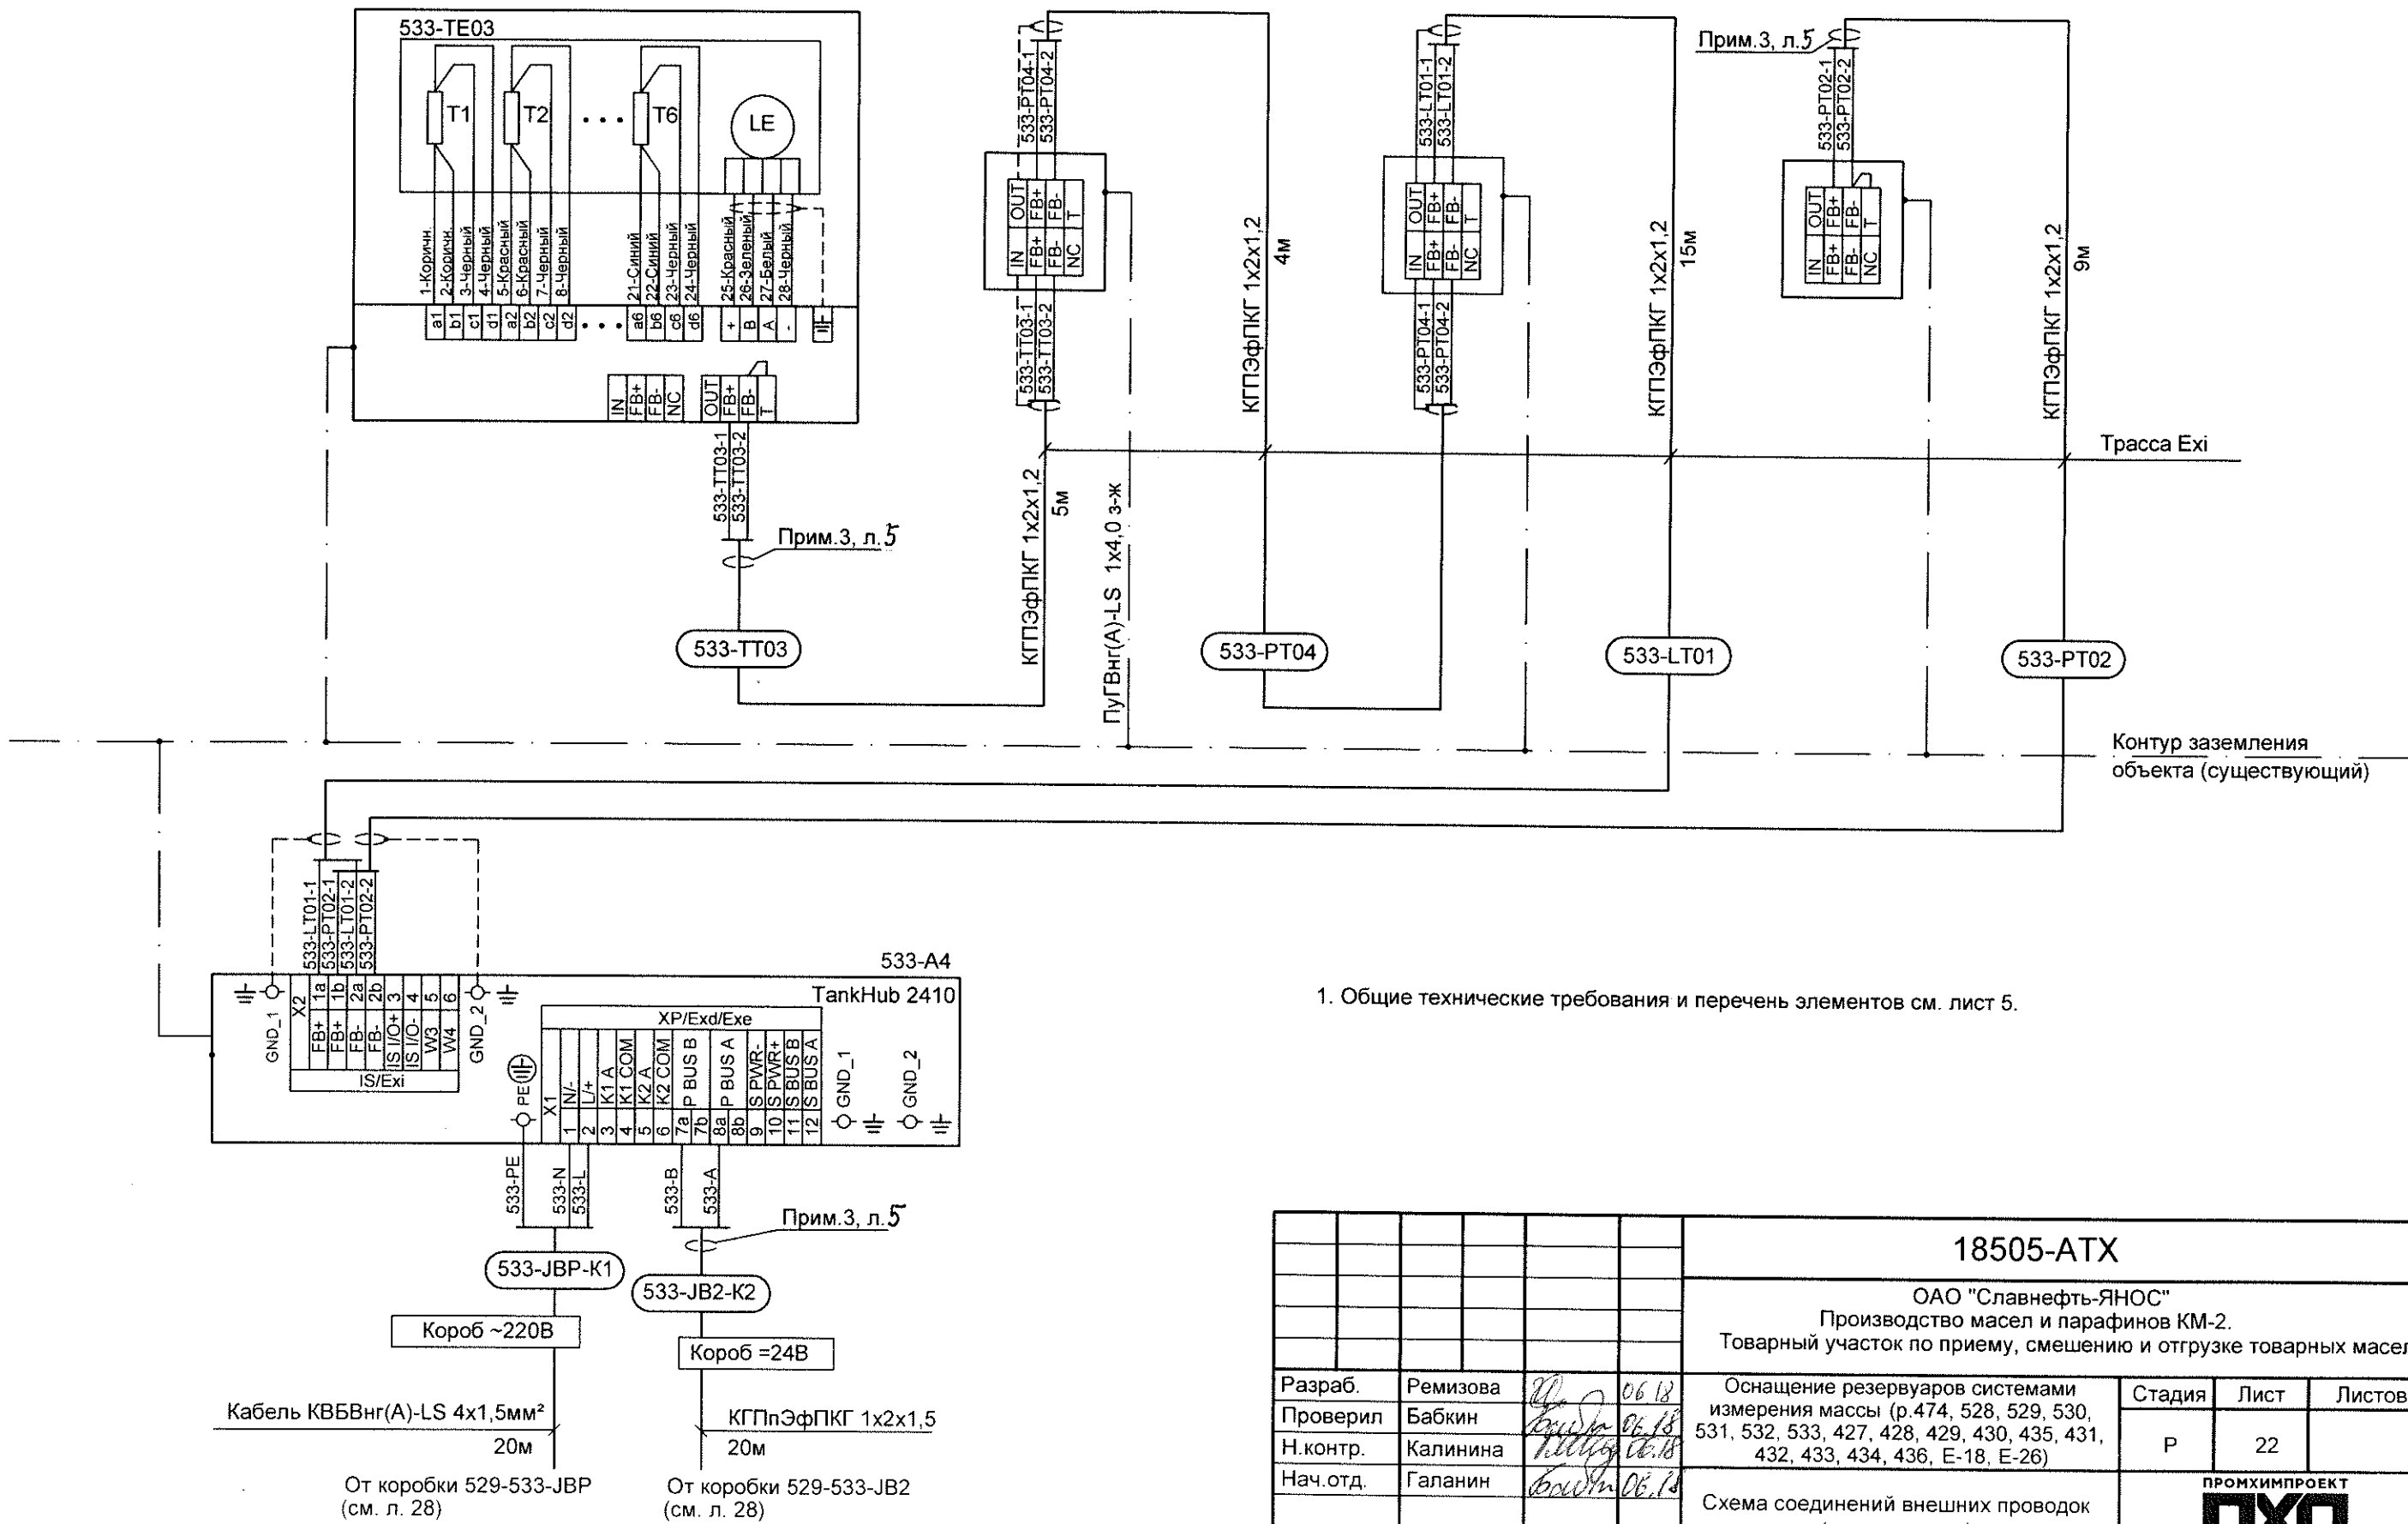 533-TE03
T1
T2
T6
LE
1-Коричн.
2-Коричн.
3-Черный
4-Черный
5-Красный
6-Красный
7-Черный
8-Черный
21-Синий
22-Синий
23-Черный
24-Черный
25-Красный
26-Зеленый
27-Белый
28-Черный
a1
b1
c1
d1
a2
b2
c2
d2
a6
b6
c6
d6
+
B
A
-
IN
FB+
FB-
NC
OUT
FB+
FB-
T
533-TT03-1
533-TT03-2
Прим.3, л.5
533-TT03
533-PT04-1
533-PT04-2
OUT
FB+
FB-
T
IN
FB+
FB-
NC
533-TT03-1
533-TT03-2
КГПЭфПКГ 1х2х1,2
5м
ПуГВнг(А)-LS 1х4,0 з-ж
КГПЭфПКГ 1х2х1,2
4м
533-PT04
533-LT01-1
533-LT01-2
OUT
FB+
FB-
T
IN
FB+
FB-
NC
533-PT04-1
533-PT04-2
КГПЭфПКГ 1х2х1,2
15м
533-LT01
Прим.3, л.5
533-PT02-1
533-PT02-2
OUT
FB+
FB-
T
IN
FB+
FB-
NC
КГПЭфПКГ 1х2х1,2
9м
533-PT02
Трасса Exi
Контур заземления
объекта (существующий)
533-LT01-1
533-PT02-1
533-LT01-2
533-PT02-2
533-A4
TankHub 2410
GND_1
X2
1a
1b
2a
2b
3
4
5
6
FB+
FB+
FB-
FB-
IS I/O+
IS I/O-
W3
W4
IS/Exi
GND_2
PE
XP/Exd/Exe
X1
N/-
L/+
K1 A
K1 COM
K2 A
K2 COM
P BUS B
P BUS A
S PWR-
S PWR+
S BUS B
S BUS A
1
2
3
4
5
6
7a
7b
8a
8b
9
10
11
12
GND_1
GND_2
533-PE
533-N
533-L
533-B
533-A
Прим.3, л.5
533-JBP-K1
533-JB2-K2
Короб ~220В
Короб =24В
Кабель КВБВнг(А)-LS 4х1,5мм²
20м
КГПпЭфПКГ 1х2х1,5
20м
От коробки 529-533-JBP
(см. л. 28)
От коробки 529-533-JB2
(см. л. 28)
1. Общие технические требования и перечень элементов см. лист 5.
18505-АТХ
ОАО "Славнефть-ЯНОС"
Производство масел и парафинов КМ-2.
Товарный участок по приему, смешению и отгрузке товарных масел
Разраб. Ремизова 06.18
Проверил Бабкин 06.18
Н.контр. Калинина 06.18
Нач.отд. Галанин 06.18
Оснащение резервуаров системами
измерения массы (р.474, 528, 529, 530,
531, 532, 533, 427, 428, 429, 430, 435, 431,
432, 433, 434, 436, Е-18, Е-26)
Стадия Лист Листов
Р 22
Схема соединений внешних проводок
ПРОМХИМПРОЕКТ
ПХП